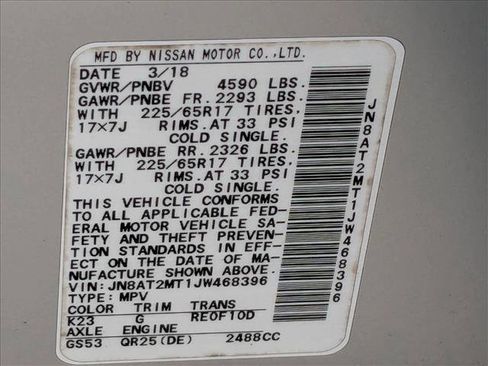 MFD BY NISSAN MOTOR CO.,LTD.
DATE 3/18
GVWR/PNBV 4590 LBS.
GAWR/PNBE FR. 2293 LBS.
WITH 225/65R17 TIRES,
17×7J RIMS.AT 33 PSI
COLD SINGLE.
GAWR/PNBE RR. 2326 LBS.
WITH 225/65R17 TIRES,
17×7J RIMS.AT 33 PSI
COLD SINGLE.
THIS VEHICLE CONFORMS
TO ALL APPLICABLE FED-
ERAL MOTOR VEHICLE SA-
FETY AND THEFT PREVEN-
TION STANDARDS IN EFF-
ECT ON THE DATE OF MA-
NUFACTURE SHOWN ABOVE.
VIN: JN8AT2MT1JW468396
TYPE: MPV
COLOR TRIM TRANS
K23 G RE0F10D
AXLE ENGINE
GS53 QR25(DE) 2488CC
JN8AT2MT1JW468396